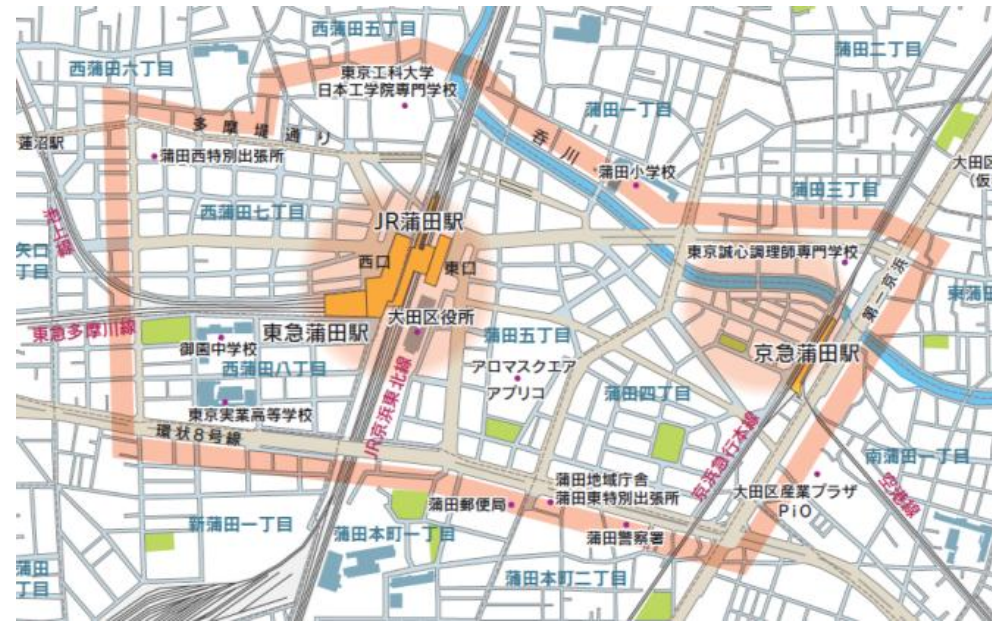 西蒲田五丁目
蒲田二丁目
西蒲田六丁目
東京工科大学
日本工学院専門学校
蒲田一丁目
多摩堤通り
呑川
蓮沼駅
蒲田西特別出張所
蒲田小学校
大田区
(仮
蒲田三丁目
池上線
西蒲田七丁目
JR蒲田駅
矢口
丁目
西口
東口
東京誠心調理師専門学校
第一京浜
東蒲田
東急多摩川線
東急蒲田駅
大田区役所
蒲田五丁目
御園中学校
京急蒲田駅
西蒲田八丁目
アロマスクエア
アプリコ
蒲田四丁目
東京実業高等学校
JR京浜東北線
環状8号線
京浜急行本線
南蒲田一丁目
空港線
蒲田地域庁舎
蒲田東特別出張所
大田区産業プラザ
PiO
蒲田郵便局
新蒲田一丁目
蒲田本町一丁目
蒲田警察署
蒲田
丁目
蒲田本町二丁目